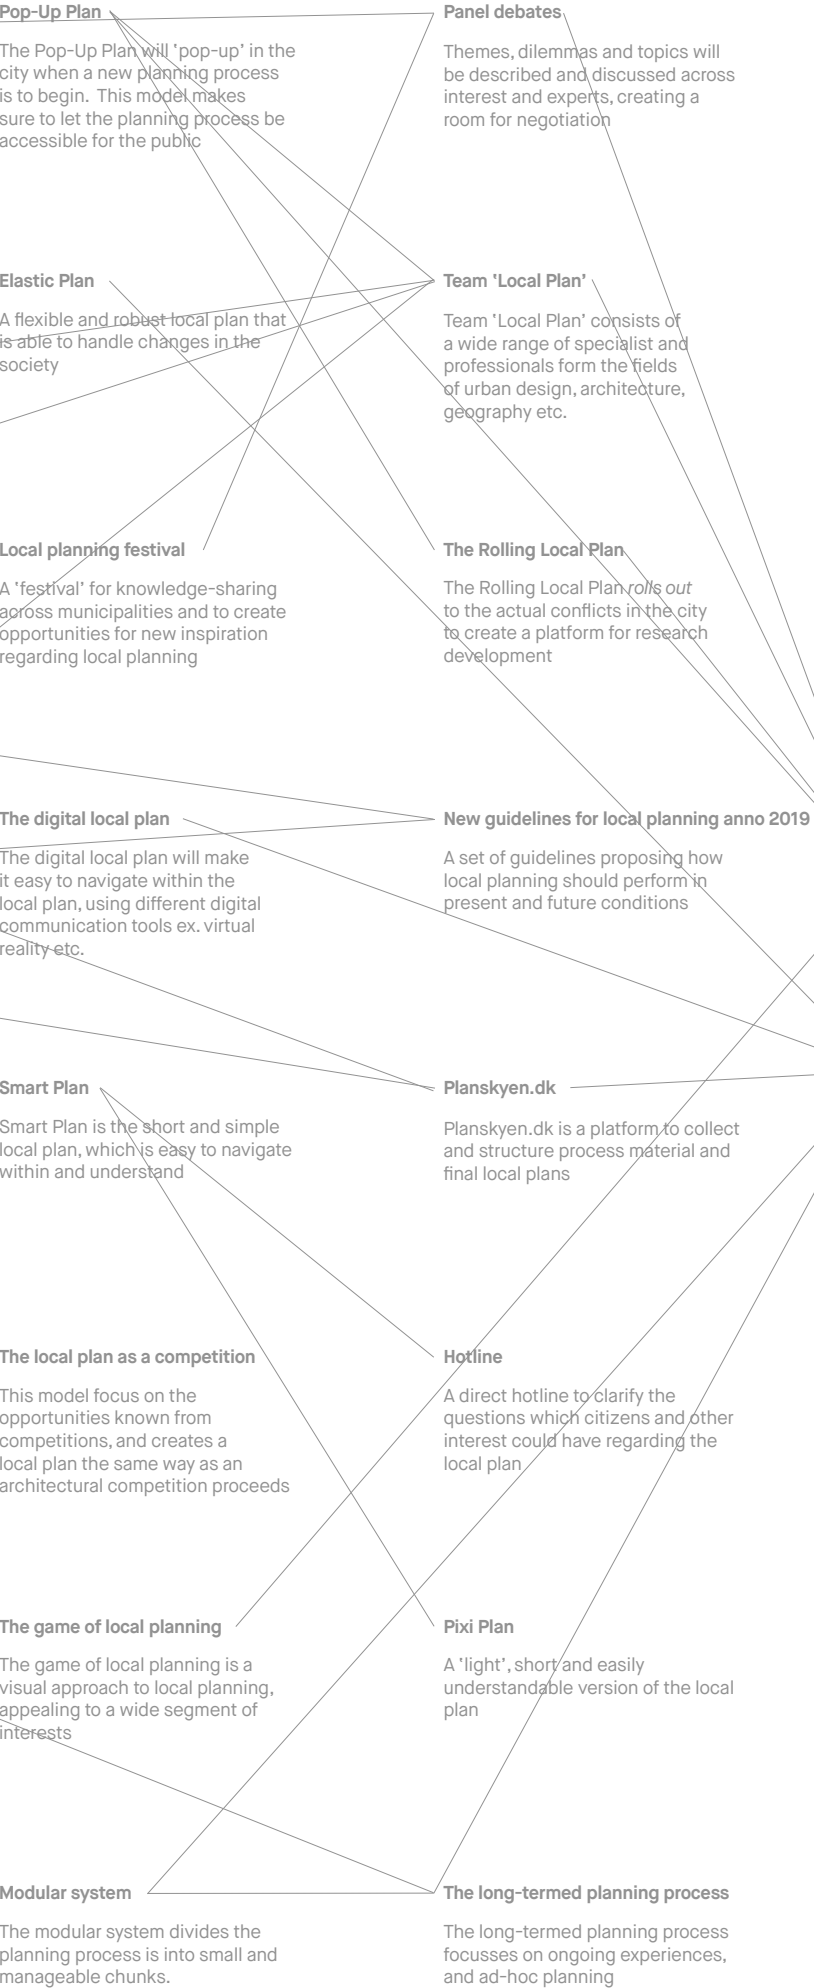 Pop-Up Plan
The Pop-Up Plan will 'pop-up' in the
city when a new planning process
is to begin.  This model makes
sure to let the planning process be
accessible for the public
Elastic Plan
A flexible and robust local plan that
is able to handle changes in the
society
Local planning festival
A 'festival' for knowledge-sharing
across municipalities and to create
opportunities for new inspiration
regarding local planning
The digital local plan
The digital local plan will make
it easy to navigate within the
local plan, using different digital
communication tools ex. virtual
reality etc.
Smart Plan
Smart Plan is the short and simple
local plan, which is easy to navigate
within and understand
The local plan as a competition
This model focus on the
opportunities known from
competitions, and creates a
local plan the same way as an
architectural competition proceeds
The game of local planning
The game of local planning is a
visual approach to local planning,
appealing to a wide segment of
interests
Modular system
The modular system divides the
planning process is into small and
manageable chunks.
Panel debates
Themes, dilemmas and topics will
be described and discussed across
interest and experts, creating a
room for negotiation
Team 'Local Plan'
Team 'Local Plan' consists of
a wide range of specialist and
professionals form the fields
of urban design, architecture,
geography etc.
The Rolling Local Plan
The Rolling Local Plan rolls out
to the actual conflicts in the city
to create a platform for research
development
New guidelines for local planning anno 2019
A set of guidelines proposing how
local planning should perform in
present and future conditions
Planskyen.dk
Planskyen.dk is a platform to collect
and structure process material and
final local plans
Hotline
A direct hotline to clarify the
questions which citizens and other
interest could have regarding the
local plan
Pixi Plan
A 'light', short and easily
understandable version of the local
plan
The long-termed planning process
The long-termed planning process
focusses on ongoing experiences,
and ad-hoc planning